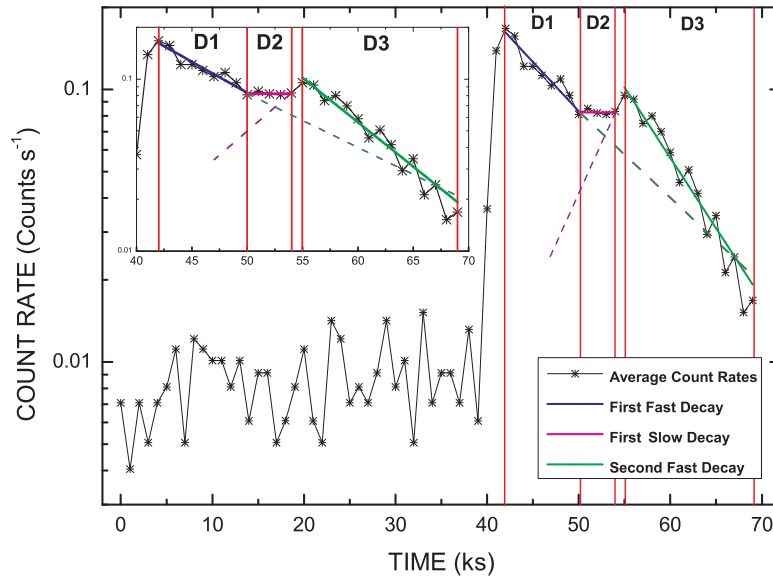 D1 D2 D3
D1 D2 D3
0.1
0.01
40 45 50 55 60 65 70
0.1
0.01
COUNT RATE (Counts s⁻¹)
Average Count Rates
First Fast Decay
First Slow Decay
Second Fast Decay
0 10 20 30 40 50 60 70
TIME (ks)